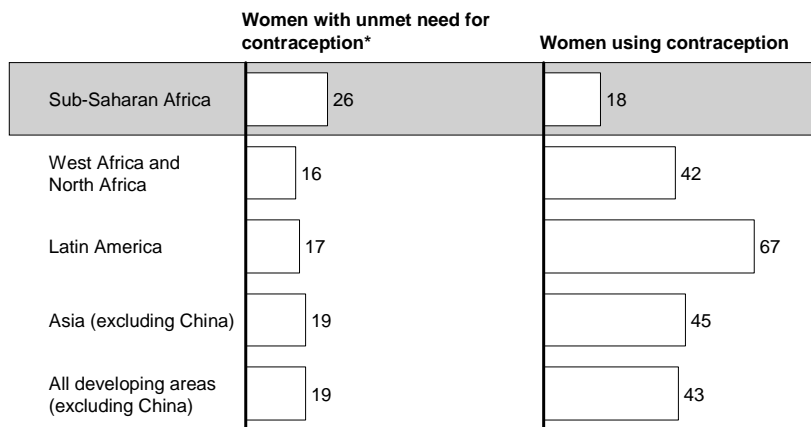 Women with unmet need for
contraception*
Women using contraception
Sub-Saharan Africa
26
18
West Africa and
North Africa
16
42
Latin America
17
67
Asia (excluding China)
19
45
All developing areas
(excluding China)
19
43